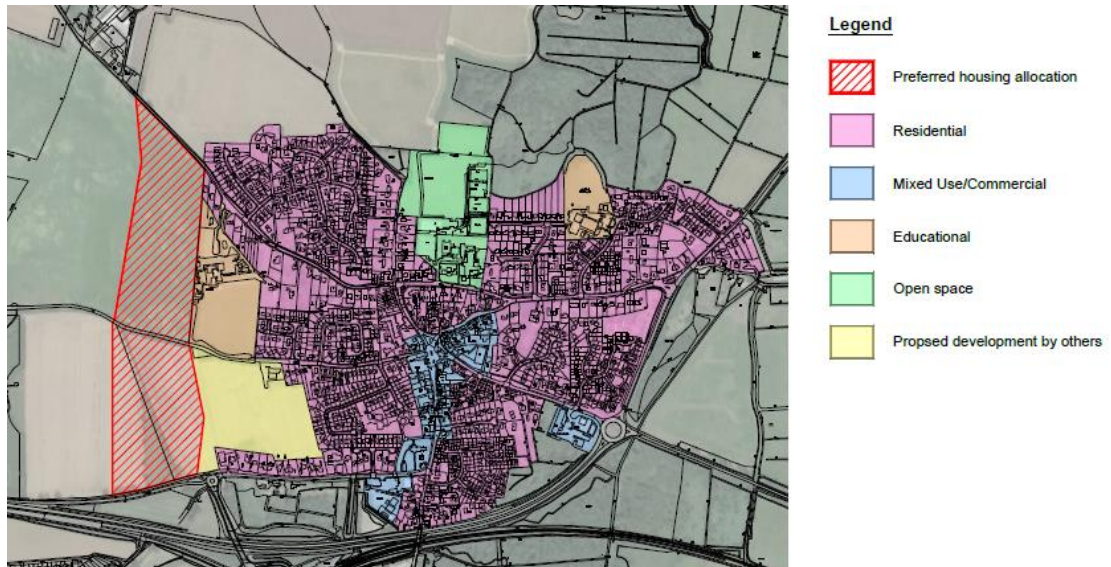 Legend
Preferred housing allocation
Residential
Mixed Use/Commercial
Educational
Open space
Propsed development by others